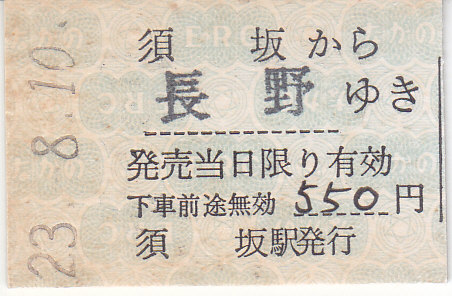 須　坂から
長　野　ゆき
発売当日限り有効
下車前途無効　550円
須　　坂駅発行
23.-8.10